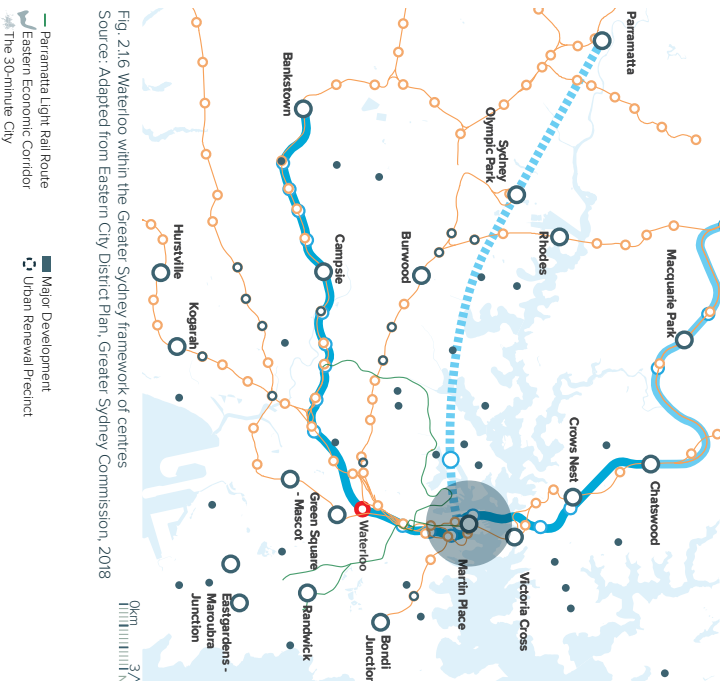 Parramatta
Sydney
Olympic Park
Bankstown
Rhodes
Macquarie Park
Burwood
Campsie
Hurstville
Kogarah
Crows Nest
Chatswood
Waterloo
Green Square
- Mascot
Martin Place
Victoria Cross
Randwick
Bondi
Eastgardens -
Maroubra
Junction
0km
Fig. 2.1.6 Waterloo within the Greater Sydney framework of centres
Source: Adapted from Eastern City District Plan, Greater Sydney Commission, 2018
Parramatta Light Rail Route
Eastern Economic Corridor
The 30-minute City
Major Development
Urban Renewal Precinct